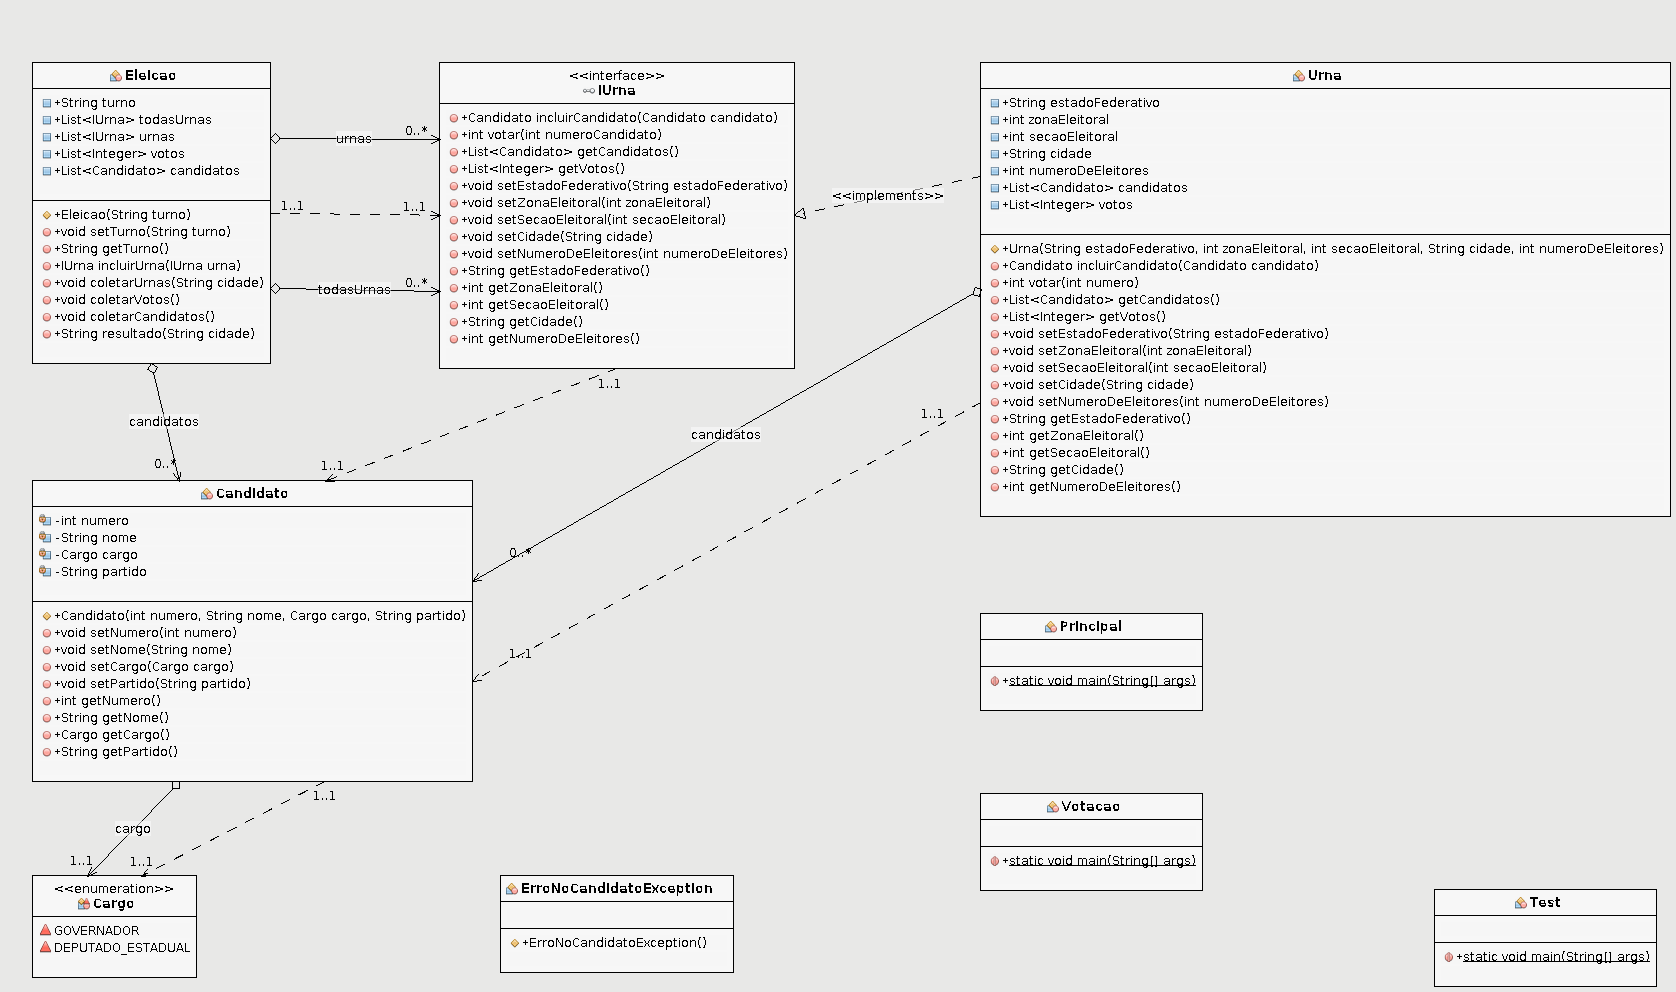 Eleicao
+String turno
+List<IUrna> todasUrnas
+List<IUrna> urnas
+List<Integer> votos
+List<Candidato> candidatos
+Eleicao(String turno)
+void setTurno(String turno)
+String getTurno()
+IUrna incluirUrna(IUrna urna)
+void coletarUrnas(String cidade)
+void coletarVotos()
+void coletarCandidatos()
+String resultado(String cidade)
urnas
0..*
1..1
1..1
todasUrnas
0..*
<<interface>>
IUrna
+Candidato incluirCandidato(Candidato candidato)
+int votar(int numeroCandidato)
+List<Candidato> getCandidatos()
+List<Integer> getVotos()
+void setEstadoFederativo(String estadoFederativo)
+void setZonaEleitoral(int zonaEleitoral)
+void setSecaoEleitoral(int secaoEleitoral)
+void setCidade(String cidade)
+void setNumeroDeEleitores(int numeroDeEleitores)
+String getEstadoFederativo()
+int getZonaEleitoral()
+int getSecaoEleitoral()
+String getCidade()
+int getNumeroDeEleitores()
<<implements>>
Urna
+String estadoFederativo
+int zonaEleitoral
+int secaoEleitoral
+String cidade
+int numeroDeEleitores
+List<Candidato> candidatos
+List<Integer> votos
+Urna(String estadoFederativo, int zonaEleitoral, int secaoEleitoral, String cidade, int numeroDeEleitores)
+Candidato incluirCandidato(Candidato candidato)
+int votar(int numero)
+List<Candidato> getCandidatos()
+List<Integer> getVotos()
+void setEstadoFederativo(String estadoFederativo)
+void setZonaEleitoral(int zonaEleitoral)
+void setSecaoEleitoral(int secaoEleitoral)
+void setCidade(String cidade)
+void setNumeroDeEleitores(int numeroDeEleitores)
+String getEstadoFederativo()
+int getZonaEleitoral()
+int getSecaoEleitoral()
+String getCidade()
+int getNumeroDeEleitores()
candidatos
0..*
1..1
1..1
candidatos
0..*
1..1
1..1
Candidato
-int numero
-String nome
-Cargo cargo
-String partido
+Candidato(int numero, String nome, Cargo cargo, String partido)
+void setNumero(int numero)
+void setNome(String nome)
+void setCargo(Cargo cargo)
+void setPartido(String partido)
+int getNumero()
+String getNome()
+Cargo getCargo()
+String getPartido()
Principal
+static void main(String[] args)
cargo
1..1
1..1
1..1
Votacao
+static void main(String[] args)
<<enumeration>>
Cargo
GOVERNADOR
DEPUTADO_ESTADUAL
ErroNoCandidatoException
+ErroNoCandidatoException()
Test
+static void main(String[] args)